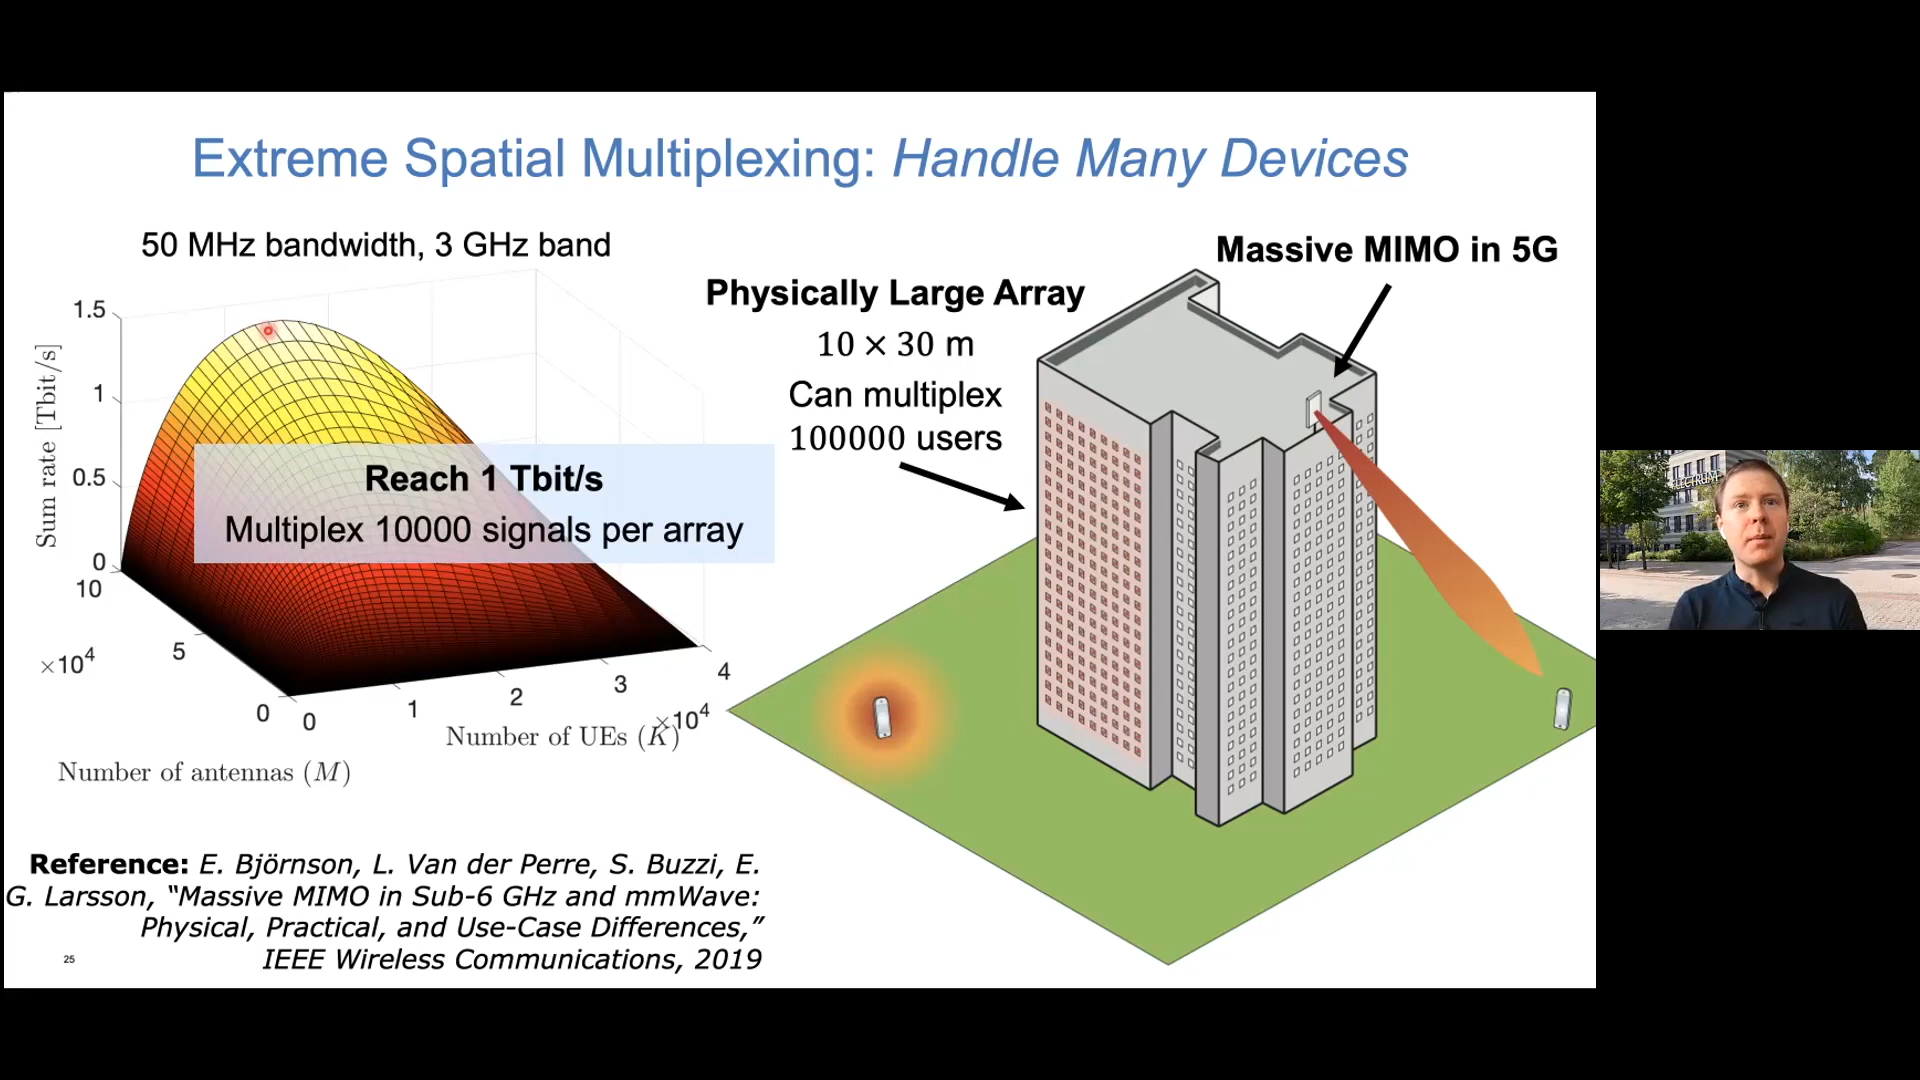 Extreme Spatial Multiplexing: Handle Many Devices
50 MHz bandwidth, 3 GHz band
1.5
1
0.5
0
Sum rate [Tbit/s]
10
5
0
×10⁴
Number of antennas (M)
0
1
2
3
4
×10⁴
Number of UEs (K)
Reach 1 Tbit/s
Multiplex 10000 signals per array
Physically Large Array
10 × 30 m
Can multiplex
100000 users
Massive MIMO in 5G
Reference: E. Björnson, L. Van der Perre, S. Buzzi, E.
G. Larsson, “Massive MIMO in Sub-6 GHz and mmWave:
Physical, Practical, and Use-Case Differences,”
IEEE Wireless Communications, 2019
25